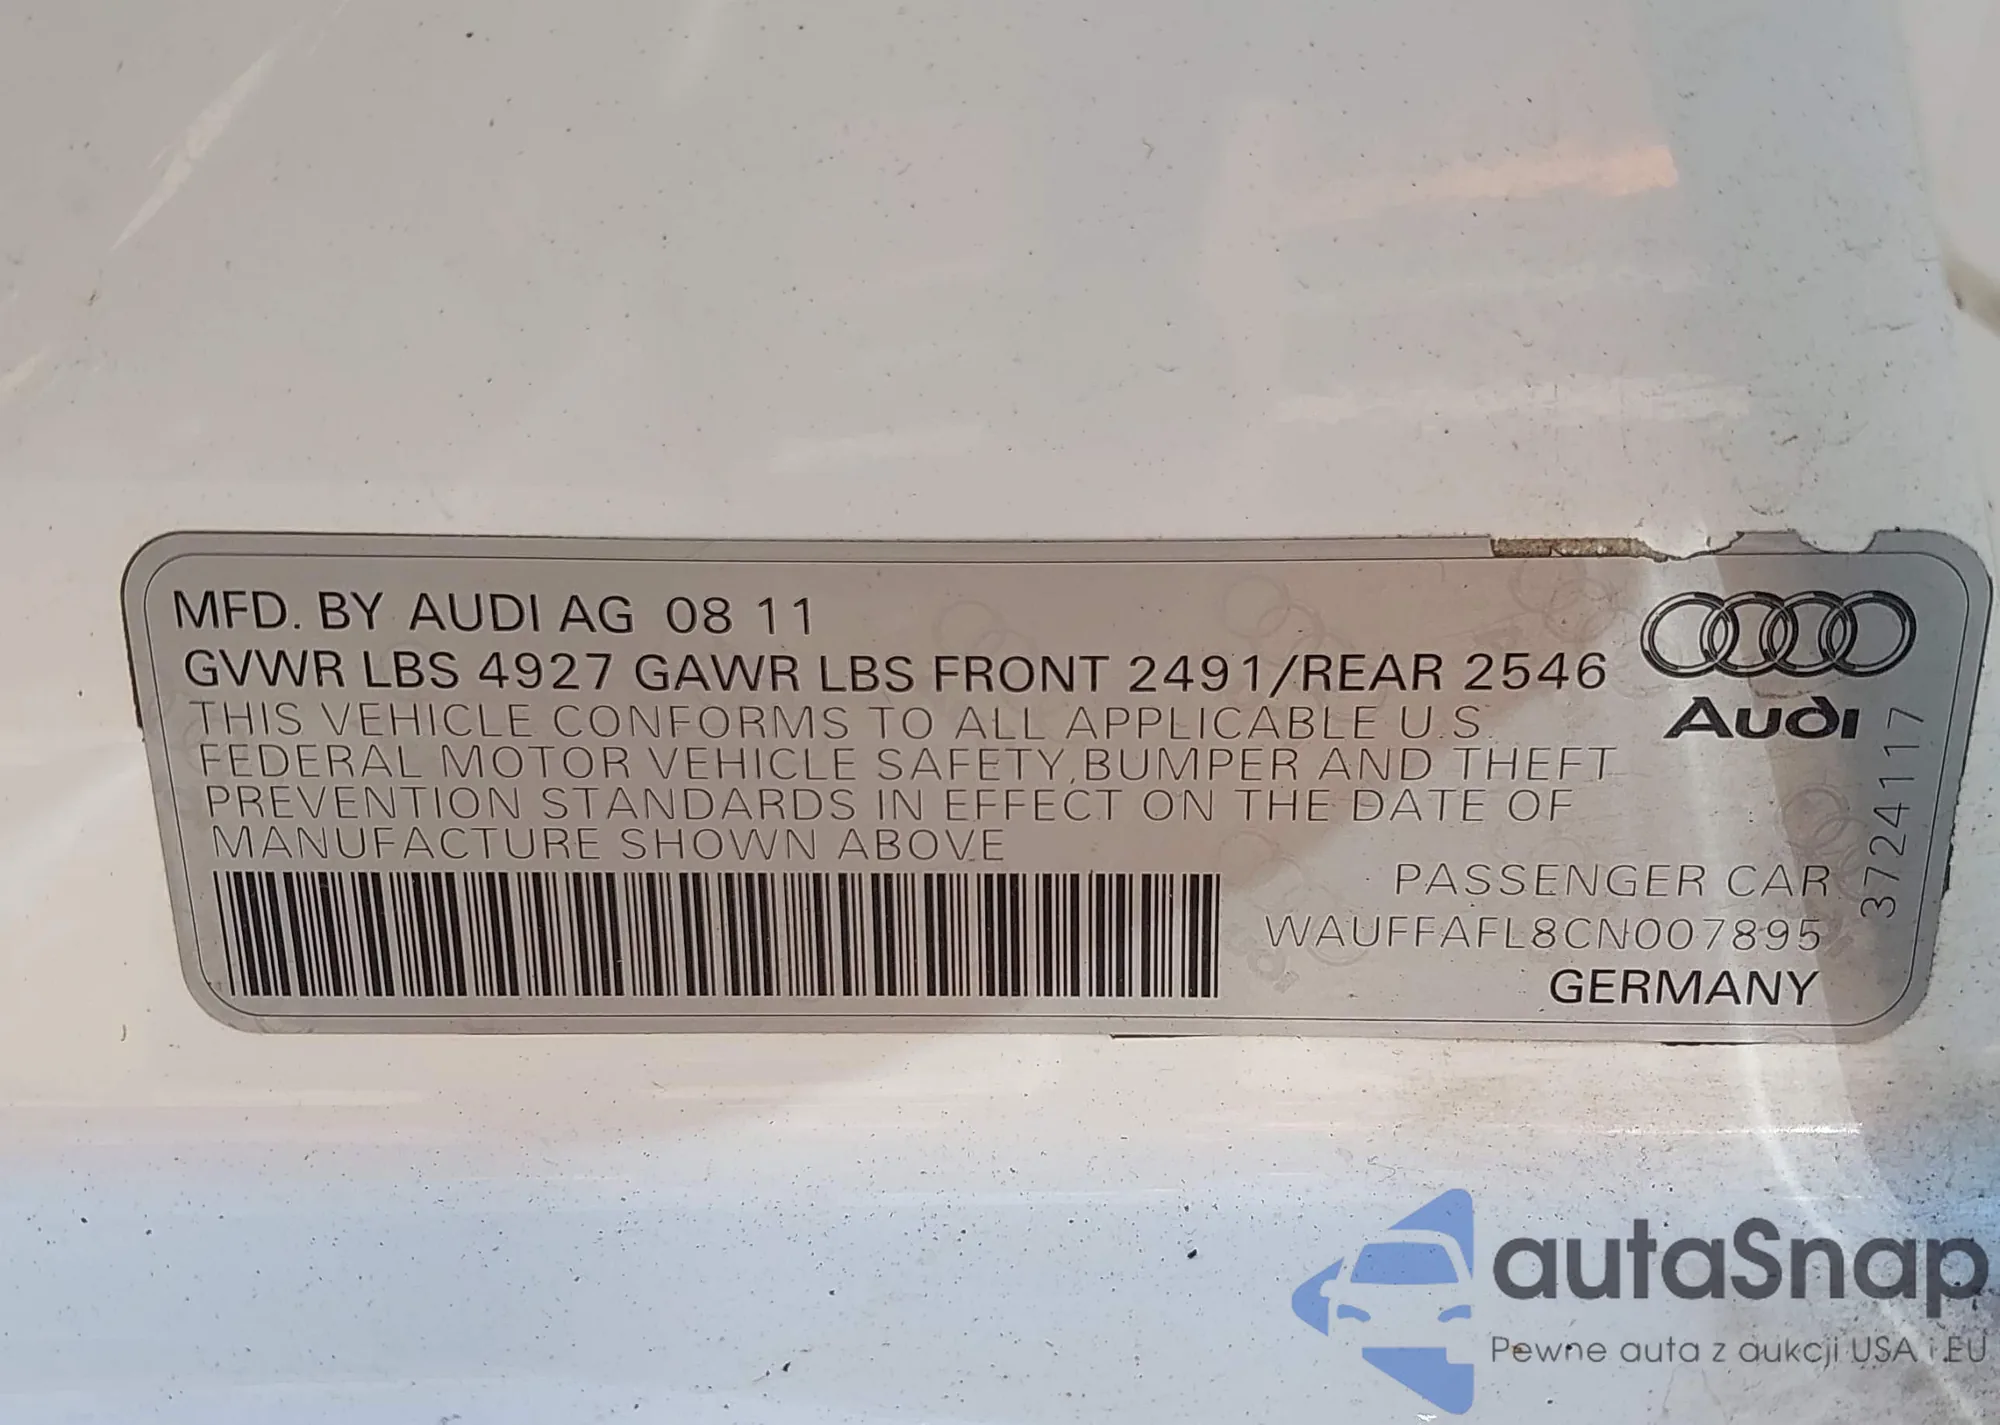 MFD. BY AUDI AG 08 11
GVWR LBS 4927 GAWR LBS FRONT 2491/REAR 2546
THIS VEHICLE CONFORMS TO ALL APPLICABLE U.S.
FEDERAL MOTOR VEHICLE SAFETY, BUMPER AND THEFT
PREVENTION STANDARDS IN EFFECT ON THE DATE OF
MANUFACTURE SHOWN ABOVE
Audi
3724117
PASSENGER CAR
WAUFFAFL8CN007895
GERMANY
autaSnap
Pewne auta z aukcji USA i EU